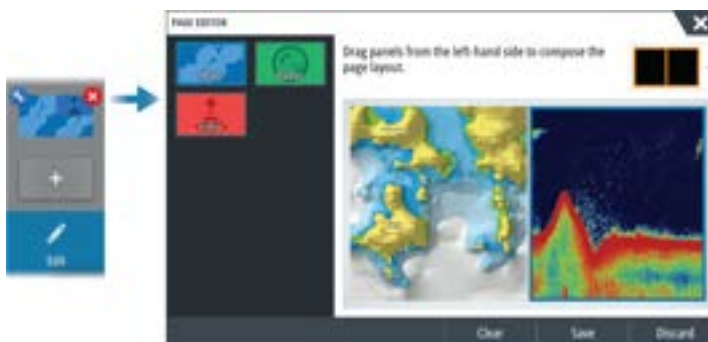 PAGE EDITOR
Drag panels from the left-hand side to compose the
page layout.
Edit
Clear
Save
Discard